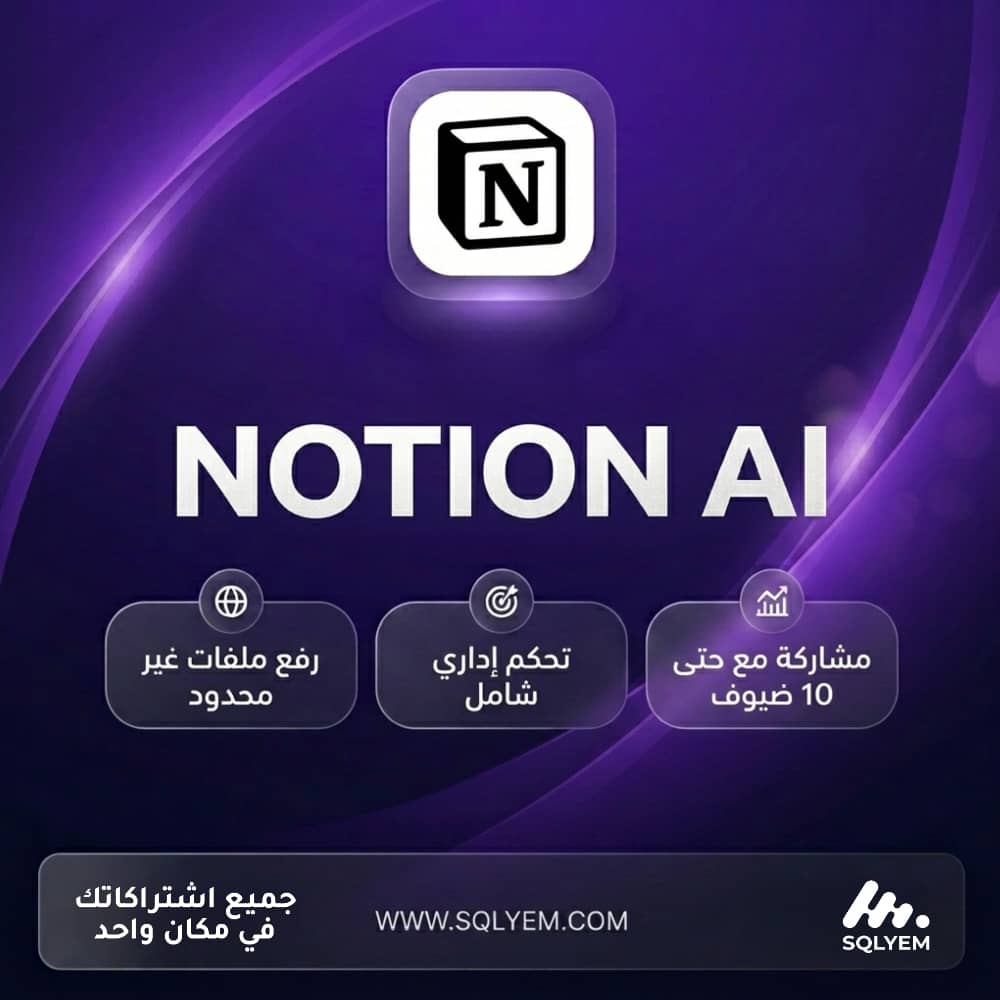 N
NOTION AI
مشاركة مع حتى
10 ضيوف
تحكم إداري
شامل
رفع ملفات غير
محدود
جميع اشتراكاتك
في مكان واحد
WWW.SQLYEM.COM
SQLYEM